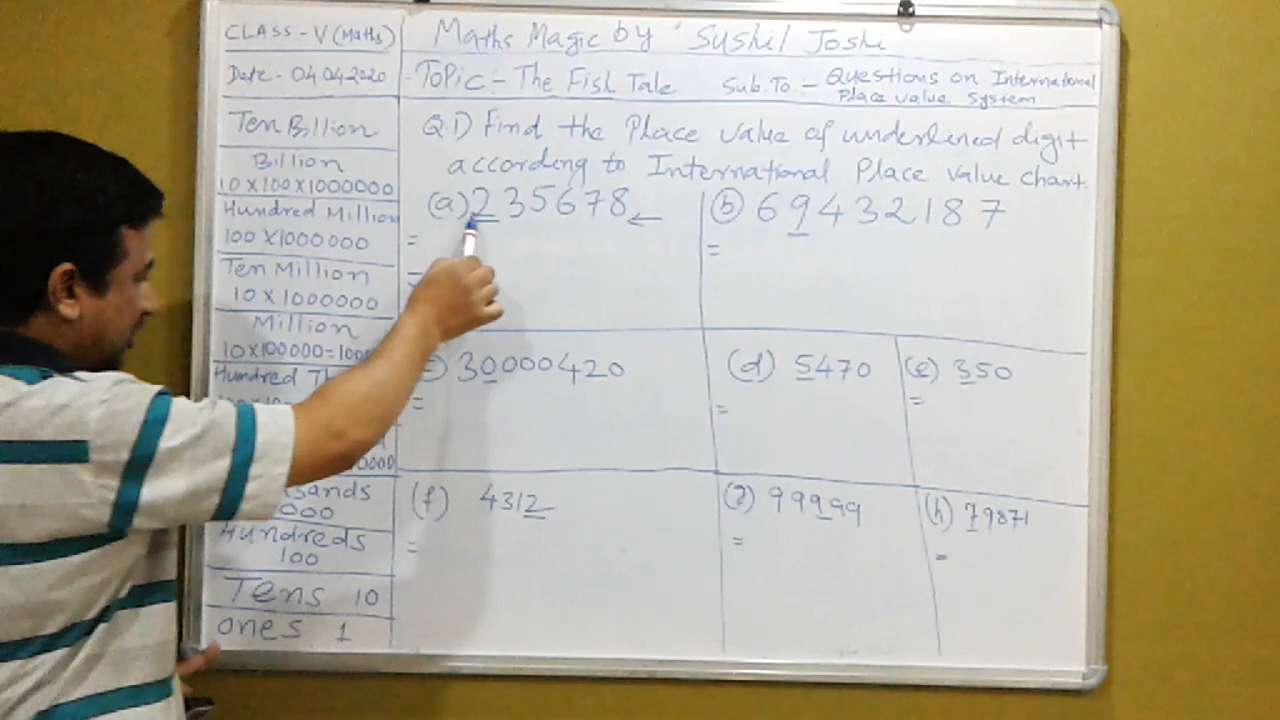 CLASS - V (Maths)
Date - 04.04.2020
Ten Billion
Billion
10 X 100 X 1000000
Hundred Million
100 X 1000000
Ten Million
10 X 1000000
Million
10 X 100000 = 100
Hundred Th
0000
sands
000
Hundreds
100
Tens 10
ones 1
Maths Magic by Sushil Joshi
Topic - The Fish Tale Sub. To - Questions on International
Place value System
Q.1) Find the Place value of underlined digit
according to International Place value chart.
(a) 235678 ←
=
=
(b) 69432187
=
30000420
=
(d) 5470
=
(e) 350
=
(f) 4312
=
(g) 99999
=
(h) 79871
=